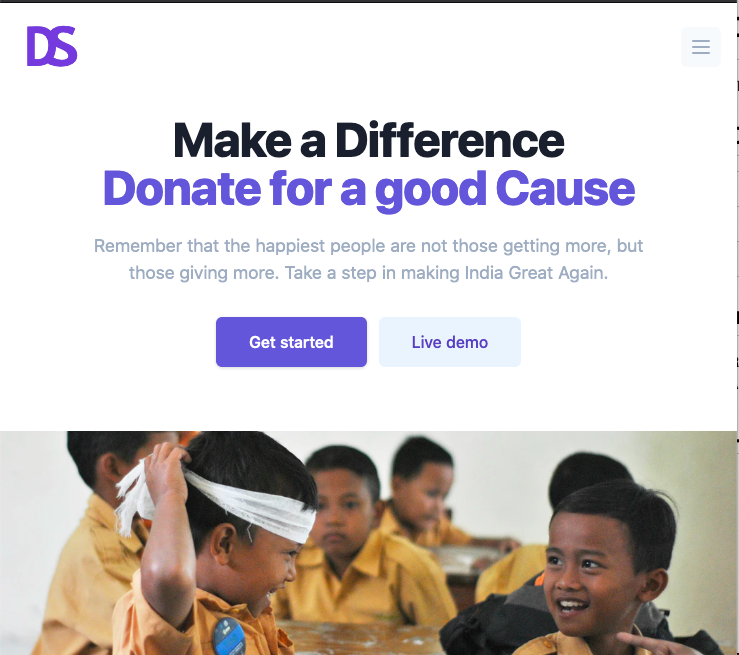 DS
Make a Difference
Donate for a good Cause
Remember that the happiest people are not those getting more, but
those giving more. Take a step in making India Great Again.
Get started
Live demo